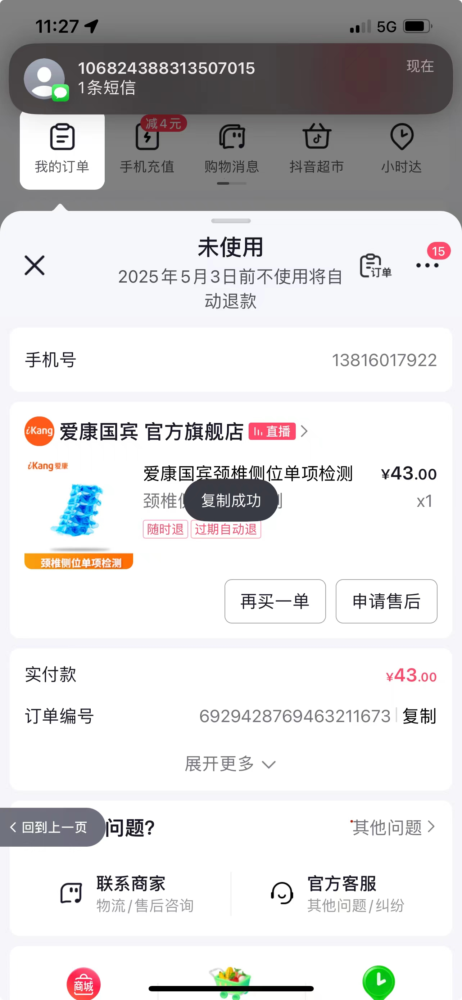 11:27
5G
106824388313507015
现在
1条短信
减4元
我的订单
手机充值
购物消息
抖音超市
小时达
未使用
15
订单
2025年5月3日前不使用将自
动退款
手机号
13816017922
iKang
爱康国宾 官方旗舰店
直播
iKang爱康
爱康国宾颈椎侧位单项检测
¥43.00
颈椎
复制成功
x1
随时退
过期自动退
颈椎侧位单项检测
再买一单
申请售后
实付款
¥43.00
订单编号
6929428769463211673
复制
展开更多
回到上一页
问题?
其他问题
联系商家
官方客服
物流/售后咨询
其他问题/纠纷
商城